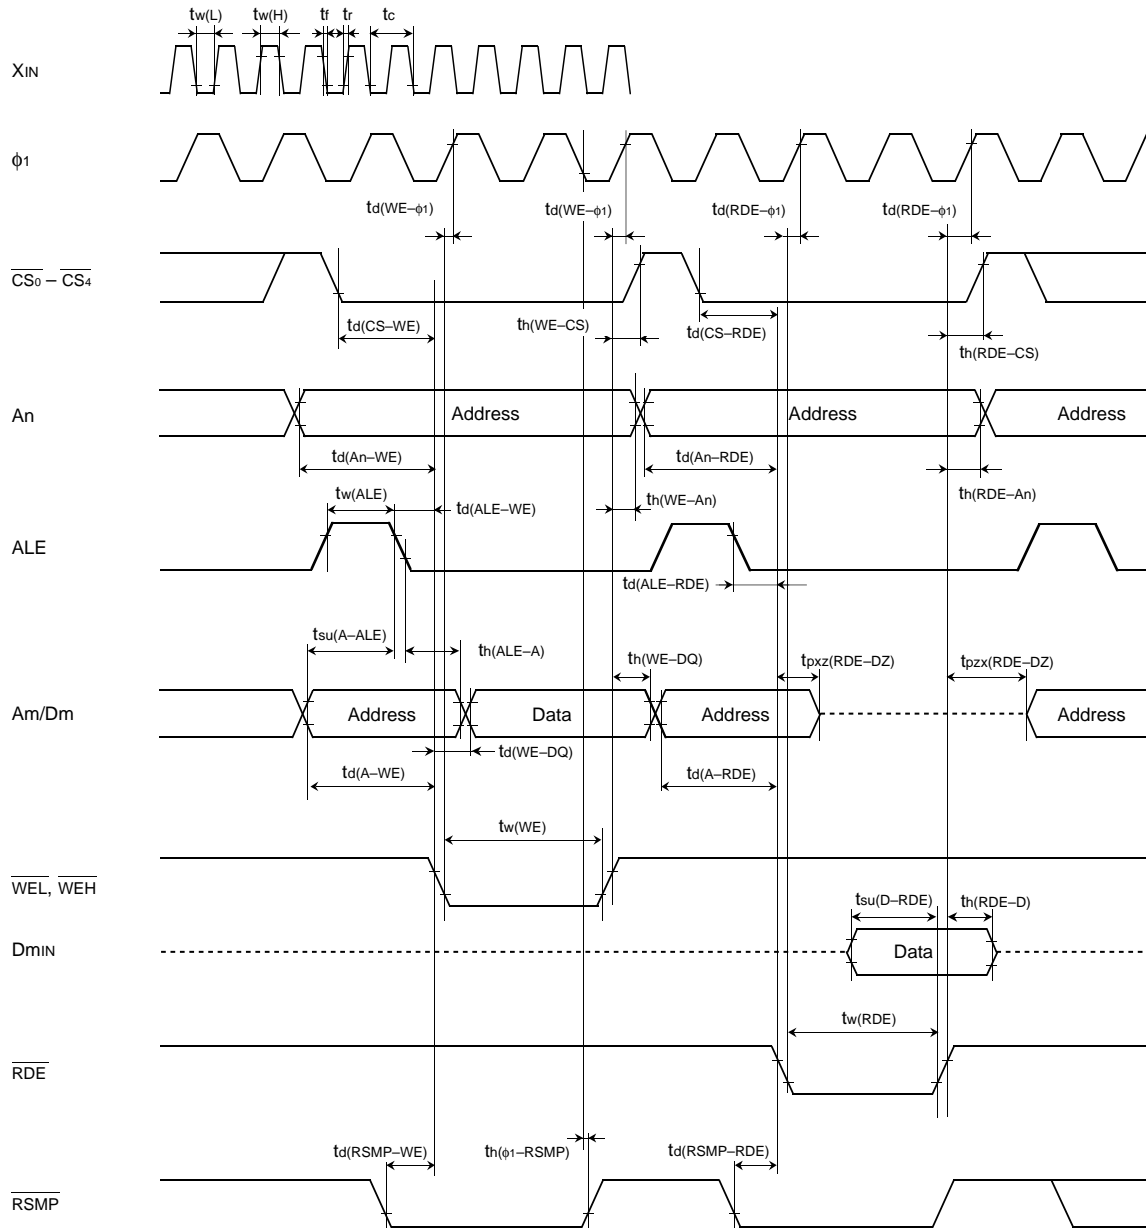 tw(L) tw(H) tf tr tc
XIN
ϕ1
td(WE–ϕ1) td(WE–ϕ1) td(RDE–ϕ1) td(RDE–ϕ1)
CS0 – CS4
td(CS–WE) th(WE–CS) td(CS–RDE) th(RDE–CS)
An Address Address Address
td(An–WE) td(An–RDE)
tw(ALE) td(ALE–WE) th(WE–An) th(RDE–An)
ALE
td(ALE–RDE)
tsu(A–ALE) th(ALE–A) th(WE–DQ) tpxz(RDE–DZ) tpzx(RDE–DZ)
Am/Dm Address Data Address Address
td(WE–DQ)
td(A–WE) td(A–RDE)
tw(WE)
WEL, WEH
tsu(D–RDE) th(RDE–D)
DmIN Data
tw(RDE)
RDE
td(RSMP–WE) th(ϕ1–RSMP) td(RSMP–RDE)
RSMP